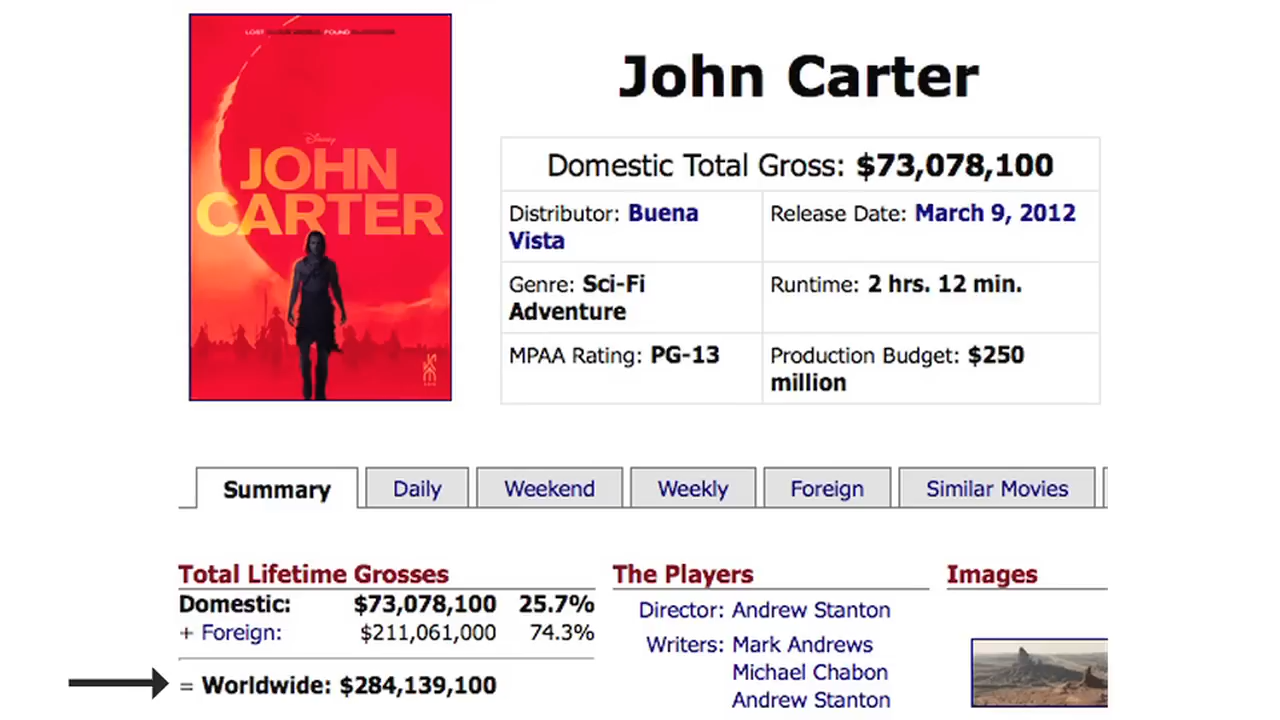 LOST
FOUND
Disney
JOHN
CARTER
John Carter
Domestic Total Gross: $73,078,100
Distributor: Buena
Vista
Release Date: March 9, 2012
Genre: Sci-Fi
Adventure
Runtime: 2 hrs. 12 min.
MPAA Rating: PG-13
Production Budget: $250
million
Summary
Daily
Weekend
Weekly
Foreign
Similar Movies
Total Lifetime Grosses
Domestic: $73,078,100 25.7%
+ Foreign: $211,061,000 74.3%
= Worldwide: $284,139,100
The Players
Director: Andrew Stanton
Writers: Mark Andrews
Michael Chabon
Andrew Stanton
Images